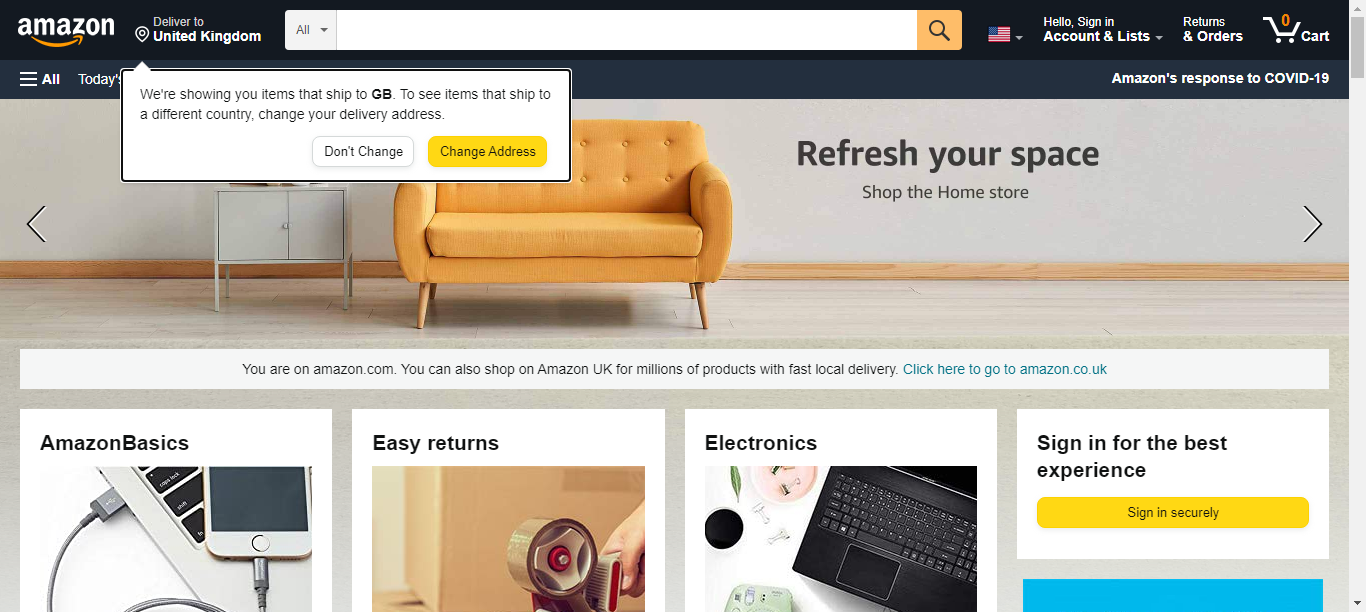 amazon
Deliver to
United Kingdom
All
Hello, Sign in
Account & Lists
Returns
& Orders
0
Cart
All
Today's
Amazon's response to COVID-19
We're showing you items that ship to GB. To see items that ship to
a different country, change your delivery address.
Don't Change
Change Address
Refresh your space
Shop the Home store
You are on amazon.com. You can also shop on Amazon UK for millions of products with fast local delivery. Click here to go to amazon.co.uk
AmazonBasics
Easy returns
Electronics
Sign in for the best
experience
Sign in securely